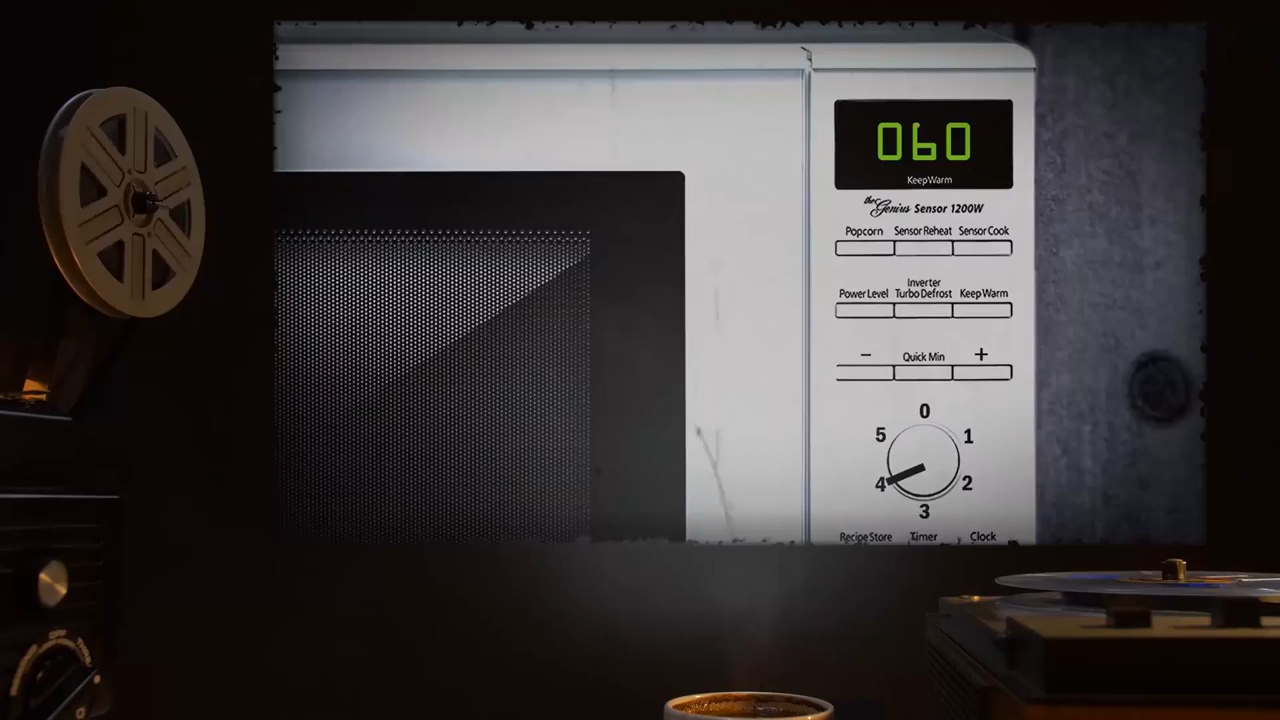 060
KeepWarm
the Genius Sensor 1200W
Popcorn Sensor Reheat Sensor Cook
Power Level Inverter Turbo Defrost Keep Warm
− Quick Min +
0
5 1
4 2
3
Recipe Store Timer Clock